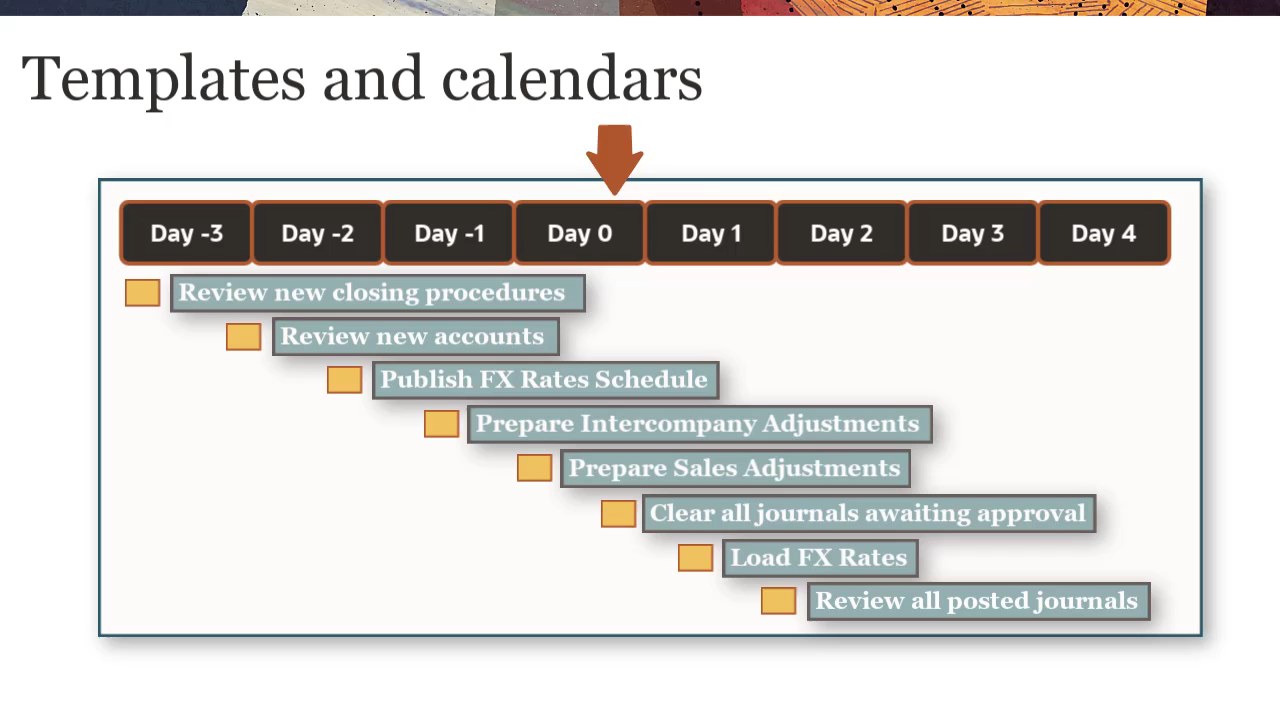 Templates and calendars
Day -3 Day -2 Day -1 Day 0 Day 1 Day 2 Day 3 Day 4
Review new closing procedures
Review new accounts
Publish FX Rates Schedule
Prepare Intercompany Adjustments
Prepare Sales Adjustments
Clear all journals awaiting approval
Load FX Rates
Review all posted journals